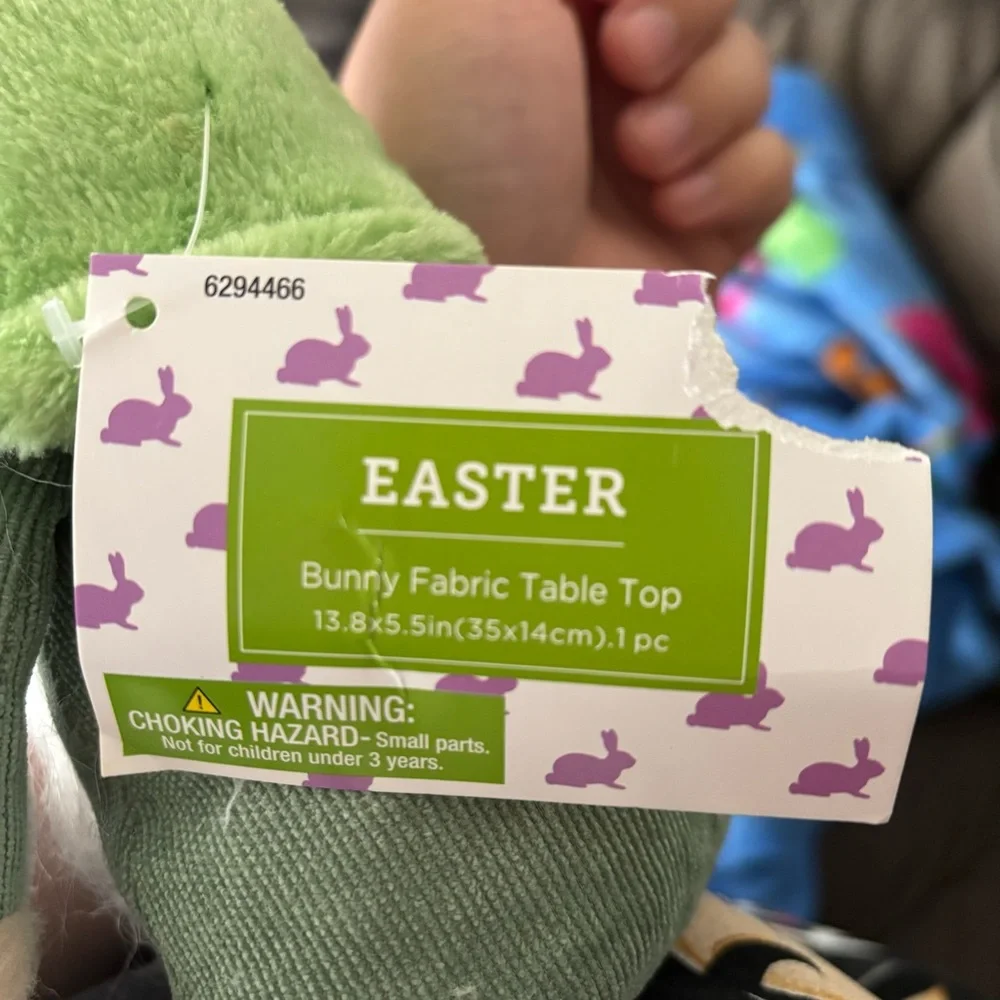 6294466
EASTER
Bunny Fabric Table Top
13.8x5.5in(35x14cm).1 pc
WARNING:
CHOKING HAZARD- Small parts.
Not for children under 3 years.